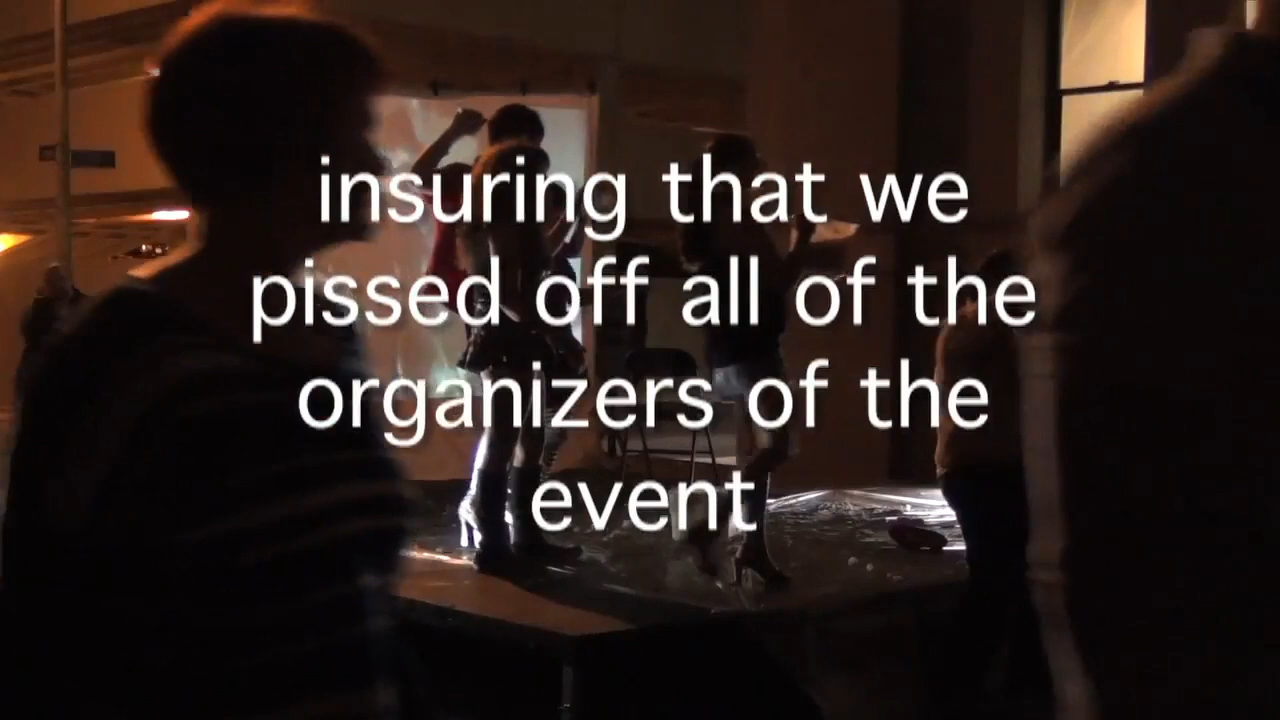 insuring that we
pissed off all of the
organizers of the
event